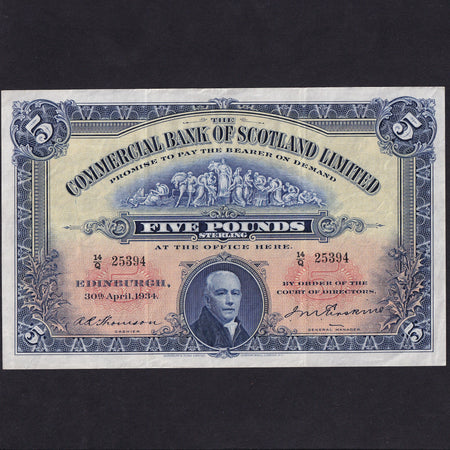 THE
5 COMMERCIAL BANK OF SCOTLAND LIMITED 5
PROMISE TO PAY THE BEARER ON DEMAND
FIVE POUNDS
STERLING
AT THE OFFICE HERE.
14/Q 25394 14/Q 25394
EDINBURGH, BY ORDER OF THE
30th April, 1934. COURT OF DIRECTORS.
CASHIER GENERAL MANAGER.
5 5